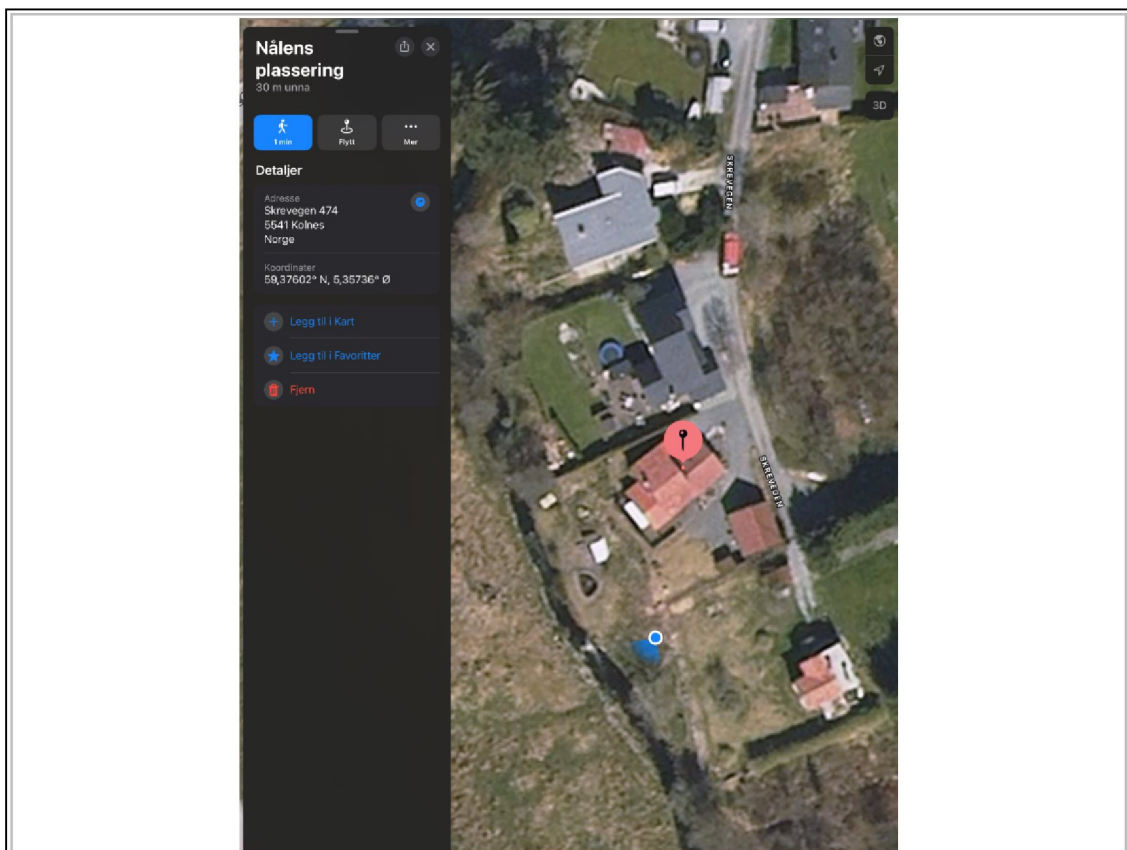 Nålens
plassering
30 m unna
1 min
Flytt
Mer
Detaljer
Adresse
Skrevegen 474
5541 Kolnes
Norge
Koordinater
59,37602° N, 5,35736° Ø
Legg til i Kart
Legg til i Favoritter
Fjern
3D
SKREVEGEN
SKREVEGEN